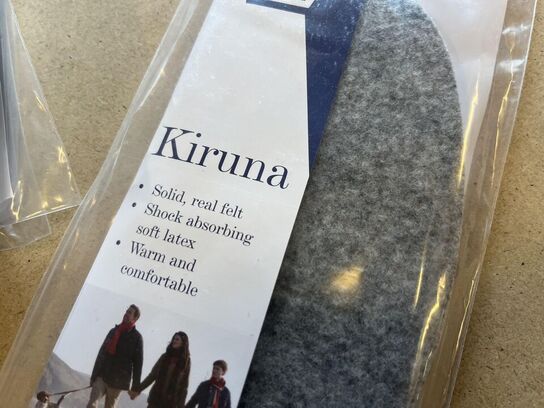 Kiruna
• Solid, real felt
• Shock absorbing
soft latex
• Warm and
comfortable